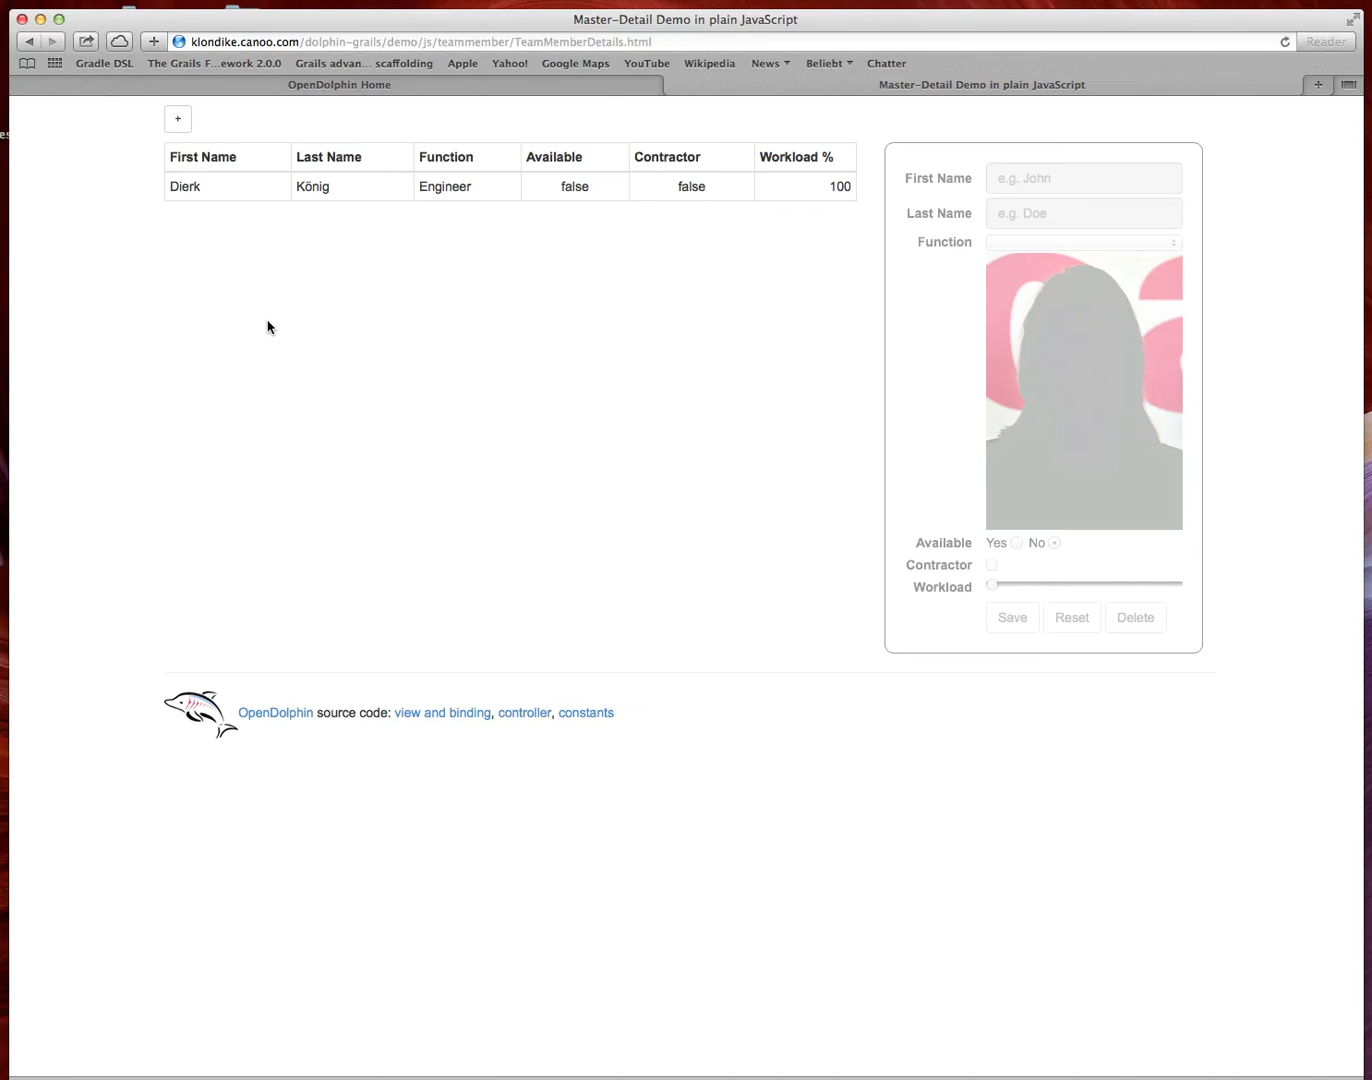 Master-Detail Demo in plain JavaScript
klondike.canoo.com/dolphin-grails/demo/js/teammember/TeamMemberDetails.html
Reader
Gradle DSL The Grails F...ework 2.0.0 Grails advan... scaffolding Apple Yahoo! Google Maps YouTube Wikipedia News Beliebt Chatter
OpenDolphin Home Master-Detail Demo in plain JavaScript
+
First Name Last Name Function Available Contractor Workload %
Dierk König Engineer false false 100
First Name e.g. John
Last Name e.g. Doe
Function
Available Yes No
Contractor
Workload
Save Reset Delete
OpenDolphin source code: view and binding, controller, constants